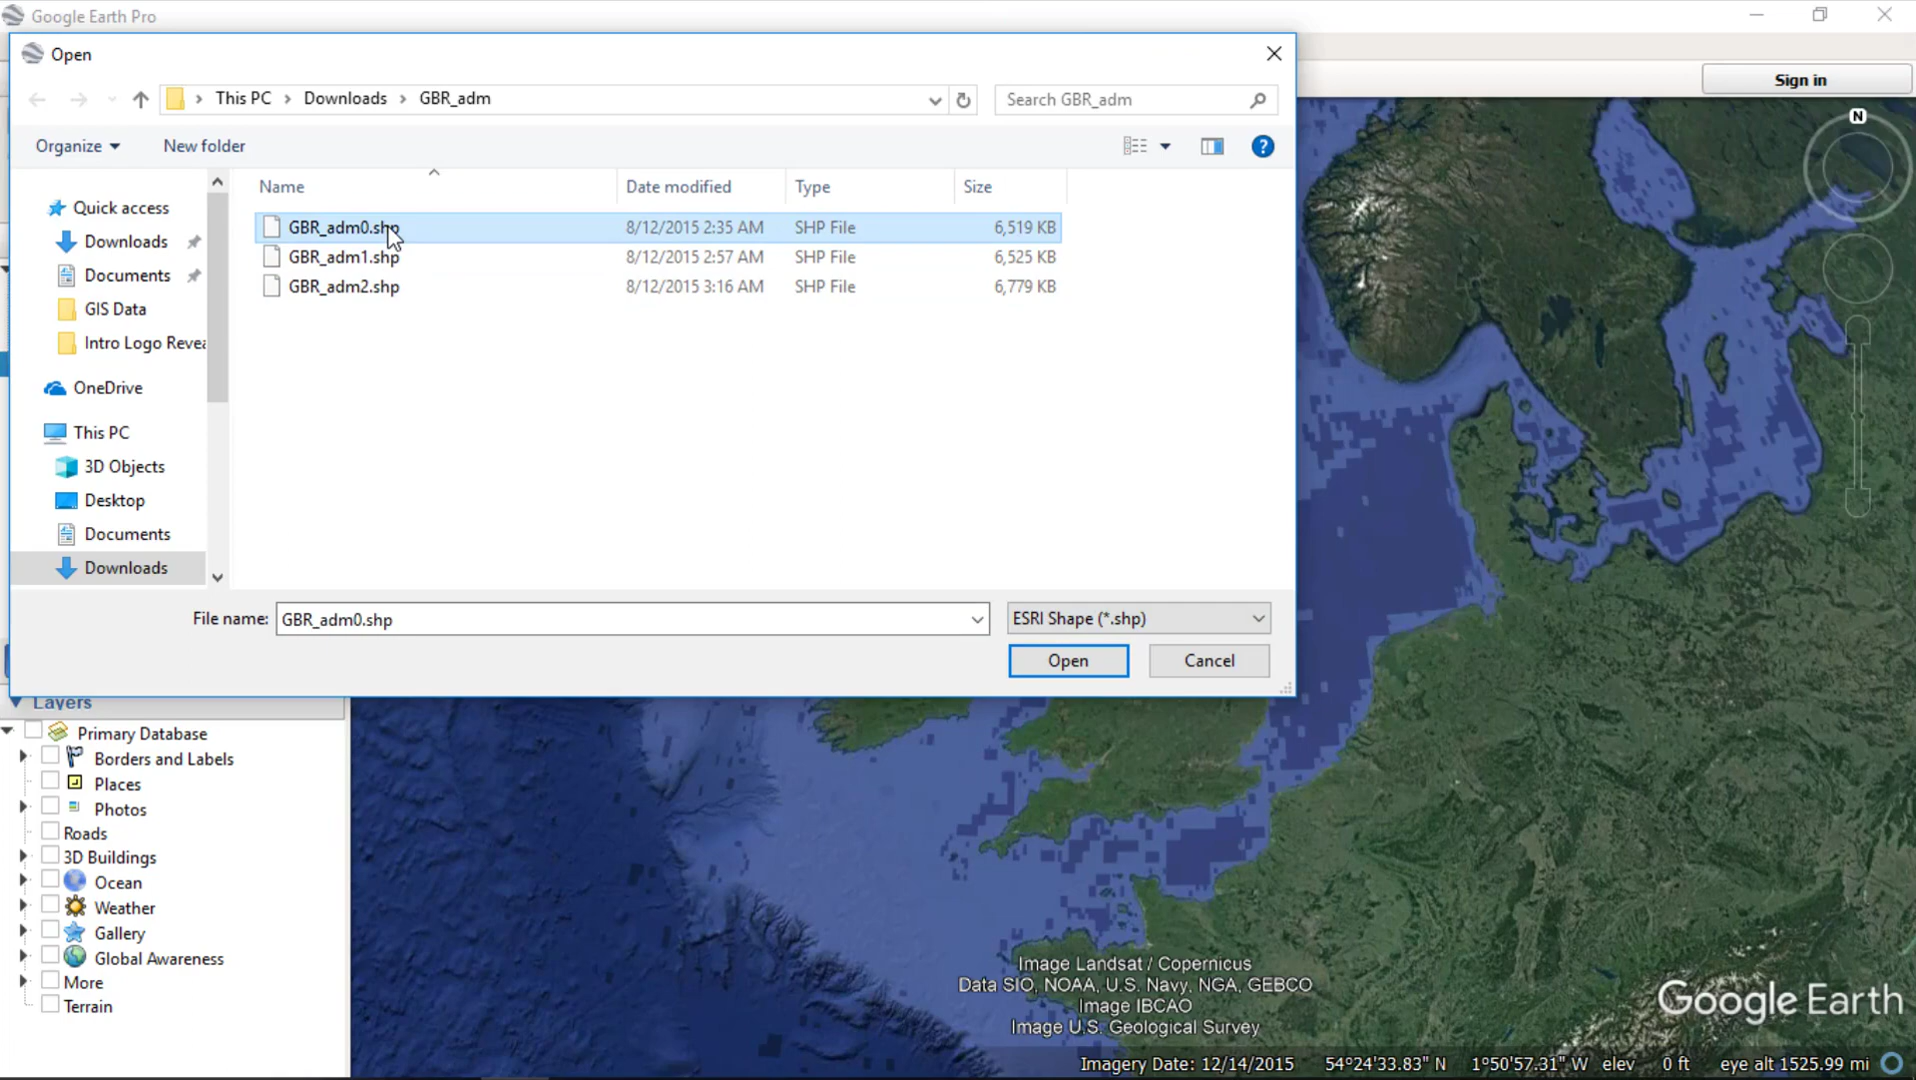 Google Earth Pro
Open
This PC > Downloads > GBR_adm
Search GBR_adm
Sign in
N
Organize
New folder
Name
Date modified
Type
Size
Quick access
Downloads
Documents
GIS Data
Intro Logo Revea
OneDrive
This PC
3D Objects
Desktop
Documents
Downloads
GBR_adm0.shp 8/12/2015 2:35 AM SHP File 6,519 KB
GBR_adm1.shp 8/12/2015 2:57 AM SHP File 6,525 KB
GBR_adm2.shp 8/12/2015 3:16 AM SHP File 6,779 KB
File name: GBR_adm0.shp
ESRI Shape (*.shp)
Open
Cancel
Layers
Primary Database
Borders and Labels
Places
Photos
Roads
3D Buildings
Ocean
Weather
Gallery
Global Awareness
More
Terrain
Image Landsat / Copernicus
Data SIO, NOAA, U.S. Navy, NGA, GEBCO
Image IBCAO
Image U.S. Geological Survey
Google Earth
Imagery Date: 12/14/2015 54°24'33.83" N 1°50'57.31" W elev 0 ft eye alt 1525.99 mi